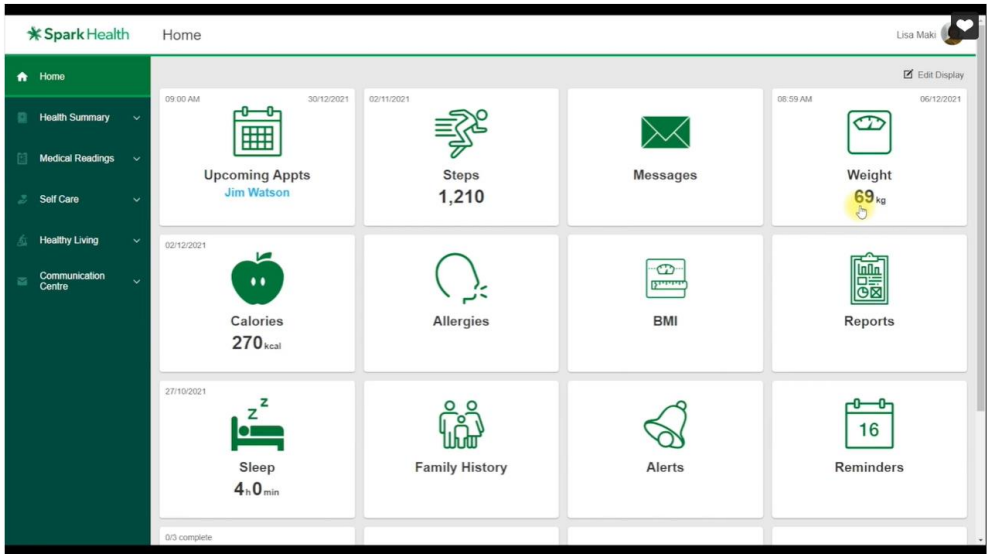 Spark Health
Home
Lisa Maki
Home
Edit Display
Health Summary
Medical Readings
Self Care
Healthy Living
Communication
Centre
09:00 AM 30/12/2021
Upcoming Appts
Jim Watson
02/11/2021
Steps
1,210
Messages
08:59 AM 06/12/2021
Weight
69 kg
02/12/2021
Calories
270 kcal
Allergies
BMI
Reports
27/10/2021
Z Z
Sleep
4 h 0 min
Family History
Alerts
16
Reminders
0/3 complete